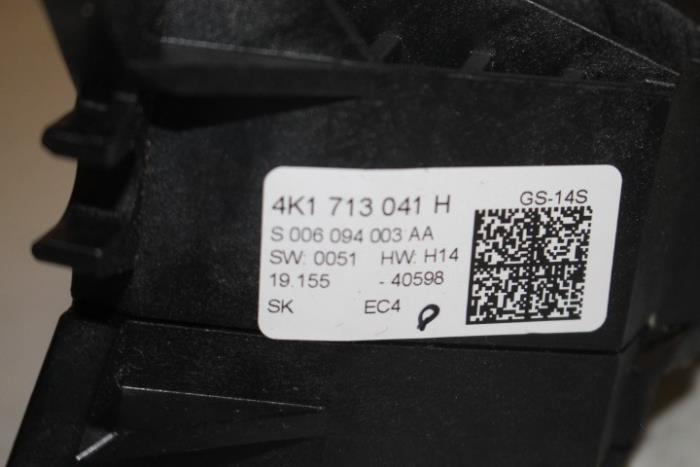 4K1 713 041 H GS-14S
S 006 094 003 AA
SW: 0051 HW: H14
19.155 - 40598
SK EC4